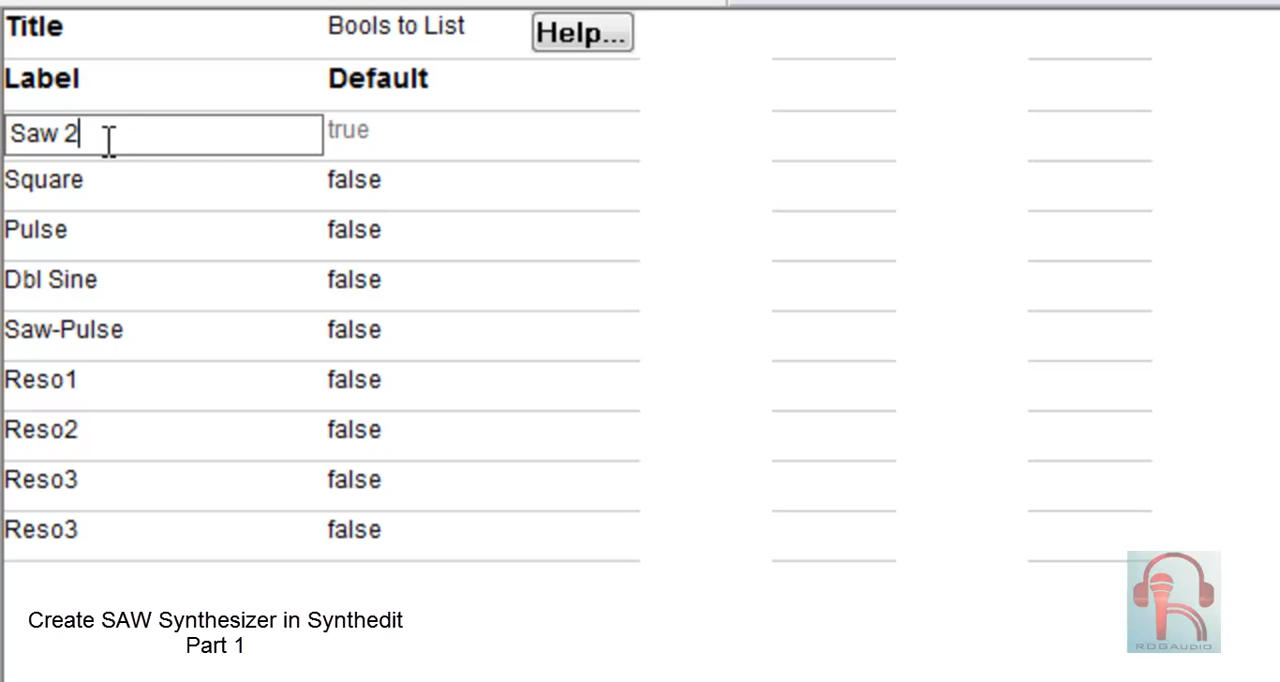 Title Bools to List Help...
Label Default
Saw 2 true
Square false
Pulse false
Dbl Sine false
Saw-Pulse false
Reso1 false
Reso2 false
Reso3 false
Reso3 false
Create SAW Synthesizer in Synthedit
Part 1
RDGAUDIO